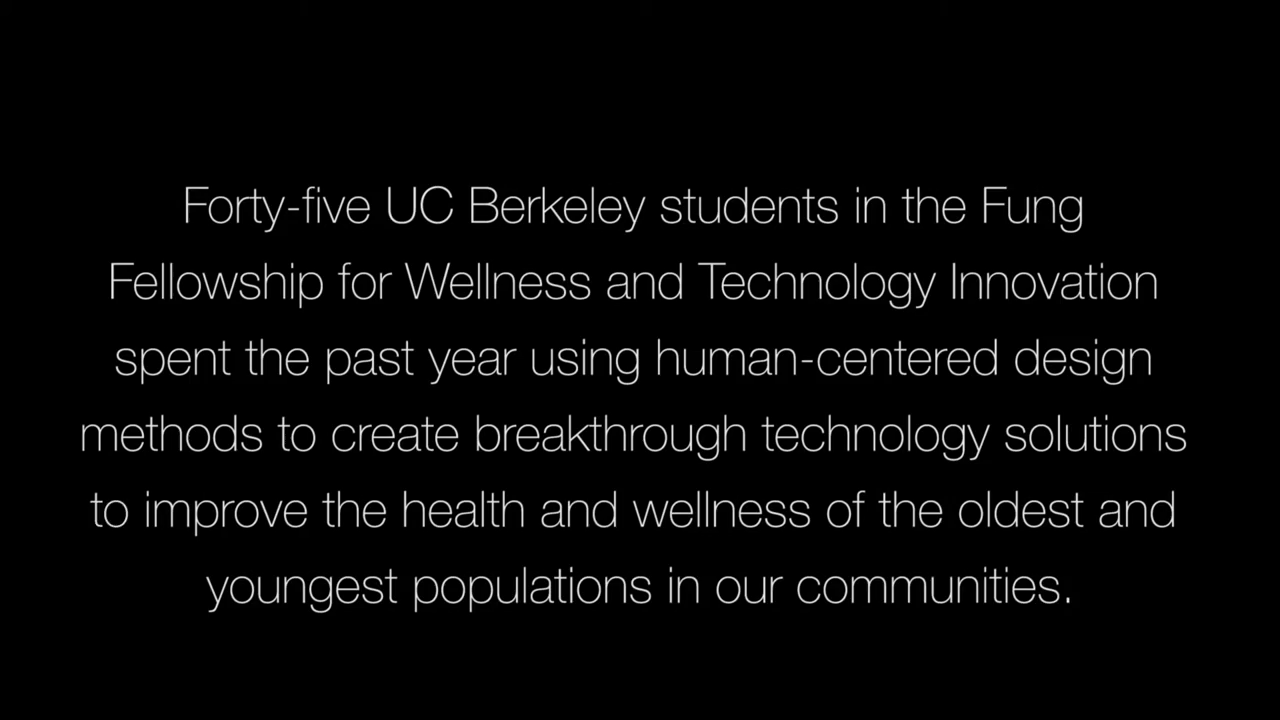 Forty-five UC Berkeley students in the Fung
Fellowship for Wellness and Technology Innovation
spent the past year using human-centered design
methods to create breakthrough technology solutions
to improve the health and wellness of the oldest and
youngest populations in our communities.